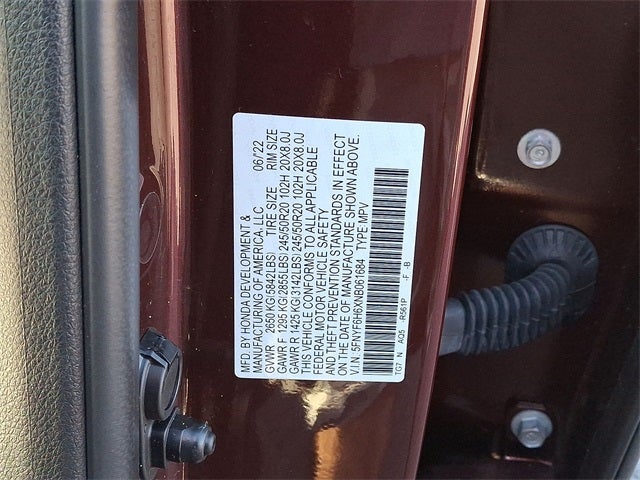 MFD. BY HONDA DEVELOPMENT &
MANUFACTURING OF AMERICA, LLC 06/22
GVWR 2650 KG(5842LBS) TIRE SIZE RIM SIZE
GAWR F 1295 KG(2855LBS) 245/50R20 102H 20X8.0J
GAWR R 1425 KG(3142LBS) 245/50R20 102H 20X8.0J
THIS VEHICLE CONFORMS TO ALL APPLICABLE
FEDERAL MOTOR VEHICLE SAFETY
AND THEFT PREVENTION STANDARDS IN EFFECT
ON THE DATE OF MANUFACTURE SHOWN ABOVE.
V.I.N. 5FNYF6H6XNB061684 TYPE:MPV
TG7 N AQ5 -R561P -F -B